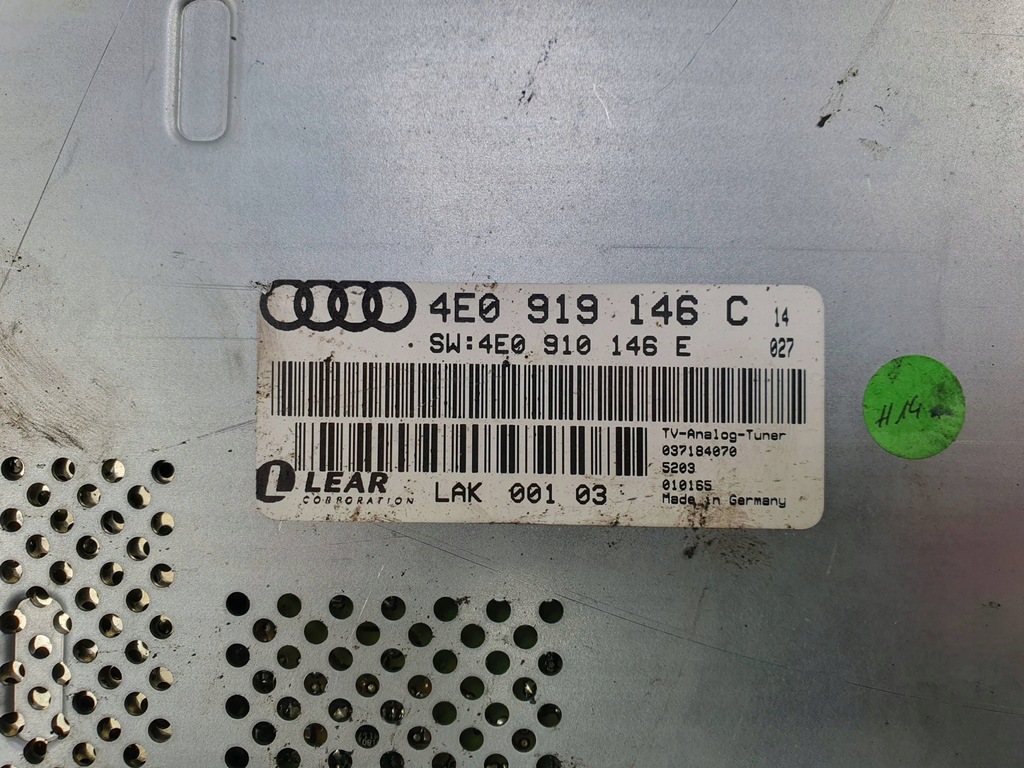 4E0 919 146 C 14
SW:4E0 910 146 E 027
TV-Analog-Tuner
037184070
5203
010165
Made in Germany
L LEAR
CORPORATION
LAK 001 03
H14